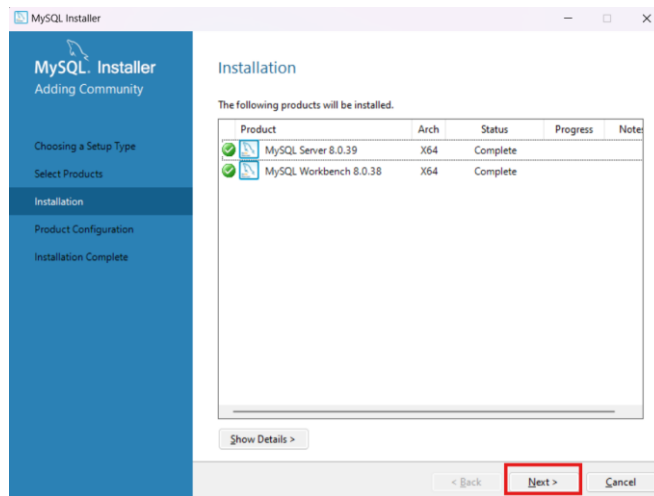 MySQL Installer
MySQL. Installer
Adding Community
Choosing a Setup Type
Select Products
Installation
Product Configuration
Installation Complete
Installation
The following products will be installed.
Product Arch Status Progress Notes
MySQL Server 8.0.39 X64 Complete
MySQL Workbench 8.0.38 X64 Complete
Show Details >
< Back Next > Cancel